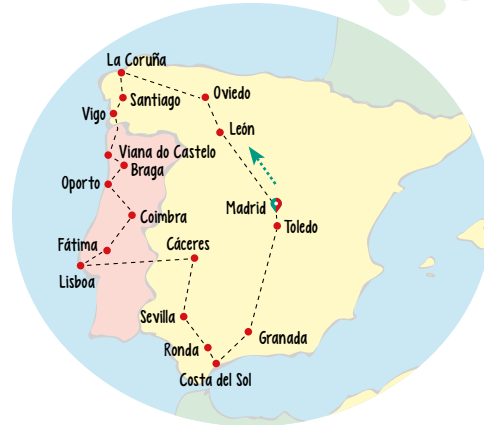 La Coruña
Oviedo
Santiago
Vigo
León
Viana do Castelo
Braga
Oporto
Madrid
Coimbra
Toledo
Fátima
Cáceres
Lisboa
Sevilla
Granada
Ronda
Costa del Sol